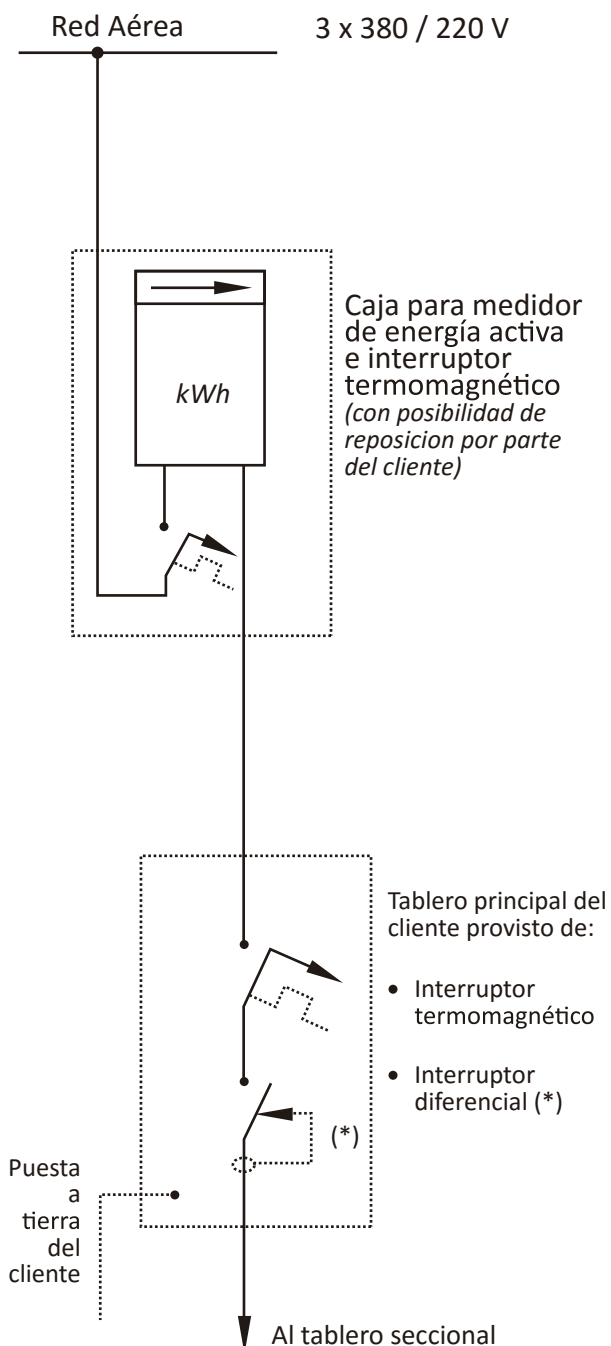 Red Aérea
3 x 380 / 220 V
Caja para medidor
de energía activa
e interruptor
termomagnético
(con posibilidad de
reposicion por parte
del cliente)
kWh
Tablero principal del
cliente provisto de:
• Interruptor
termomagnético
• Interruptor
diferencial (*)
(*)
Puesta
a
tierra
del
cliente
Al tablero seccional